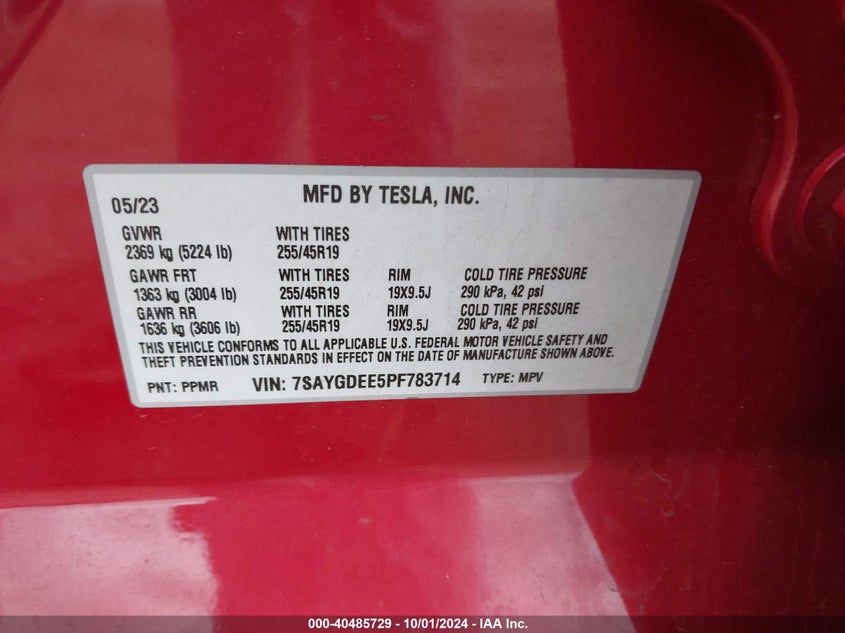 05/23 MFD BY TESLA, INC.
GVWR WITH TIRES
2369 kg (5224 lb) 255/45R19
GAWR FRT WITH TIRES RIM COLD TIRE PRESSURE
1363 kg (3004 lb) 255/45R19 19X9.5J 290 kPa, 42 psi
GAWR RR WITH TIRES RIM COLD TIRE PRESSURE
1636 kg (3606 lb) 255/45R19 19X9.5J 290 kPa, 42 psi
THIS VEHICLE CONFORMS TO ALL APPLICABLE U.S. FEDERAL MOTOR VEHICLE SAFETY AND
THEFT PREVENTION STANDARDS IN EFFECT ON THE DATE OF MANUFACTURE SHOWN ABOVE.
PNT: PPMR VIN: 7SAYGDEE5PF783714 TYPE: MPV
000-40485729 - 10/01/2024 - IAA Inc.